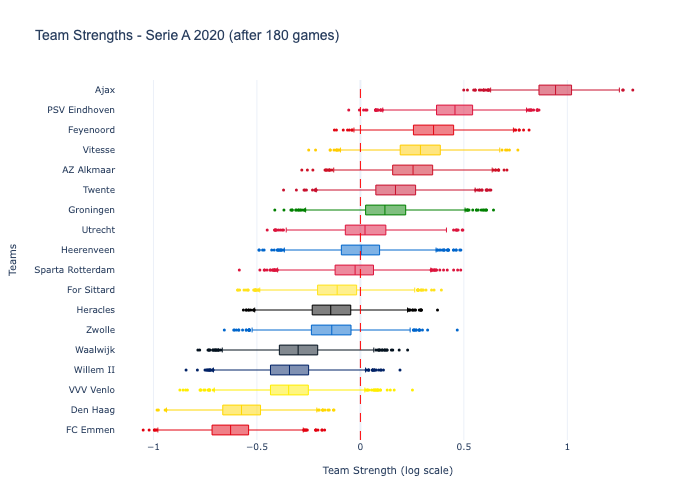 Team Strengths - Serie A 2020 (after 180 games)
Ajax
PSV Eindhoven
Feyenoord
Vitesse
AZ Alkmaar
Twente
Groningen
Utrecht
Heerenveen
Sparta Rotterdam
For Sittard
Heracles
Zwolle
Waalwijk
Willem II
VVV Venlo
Den Haag
FC Emmen
Teams
−1
−0.5
0
0.5
1
Team Strength (log scale)